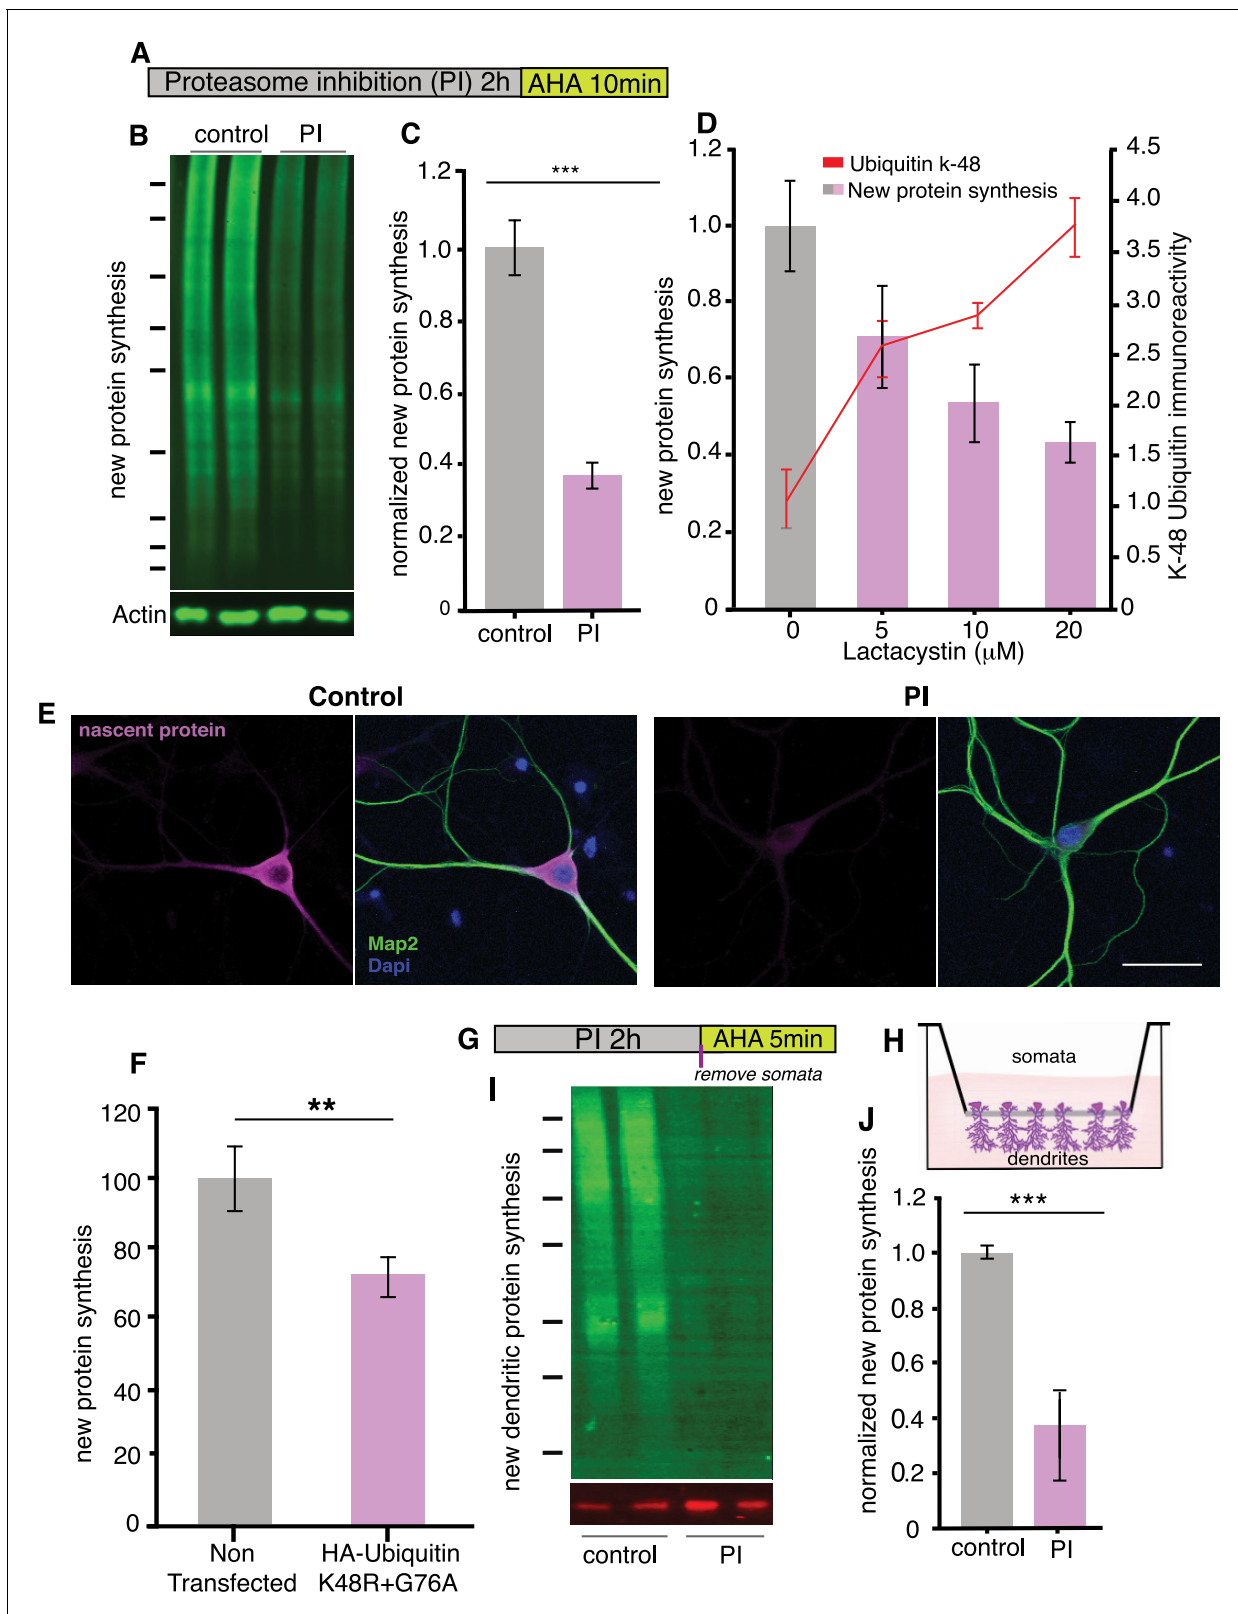 A
Proteasome inhibition (PI) 2h AHA 10min
B
control PI
new protein synthesis
Actin
C
normalized new protein synthesis
1.2
***
1.0
0.8
0.6
0.4
0.2
0
control PI
D
new protein synthesis
1.2
1.0
0.8
0.6
0.4
0.2
0
Ubiquitin k-48
New protein synthesis
4.5
4.0
3.5
3.0
2.5
2.0
1.5
1.0
0.5
0
K-48 Ubiquitin immunoreactivity
0 5 10 20
Lactacystin (μM)
E
Control
PI
nascent protein
Map2
Dapi
F
new protein synthesis
120
100
80
60
40
20
0
**
Non
Transfected
HA-Ubiquitin
K48R+G76A
G
PI 2h AHA 5min
remove somata
H
somata
dendrites
I
new dendritic protein synthesis
control PI
J
normalized new protein synthesis
1.2
***
1.0
0.8
0.6
0.4
0.2
0
control PI